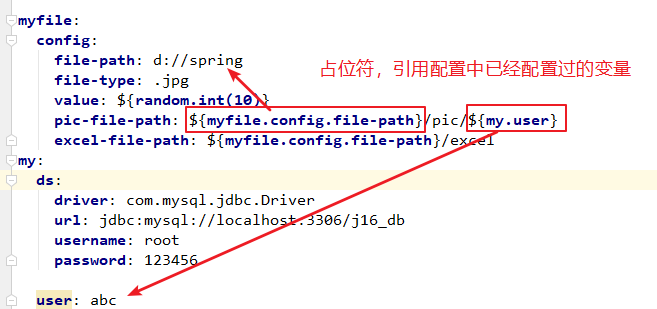 myfile:
  config:
    file-path: d://spring
占位符，引用配置中已经配置过的变量
    file-type: .jpg
    value: ${random.int(10)}
    pic-file-path: ${myfile.config.file-path}/pic/${my.user}
    excel-file-path: ${myfile.config.file-path}/excel
my:
  ds:
    driver: com.mysql.jdbc.Driver
    url: jdbc:mysql://localhost:3306/j16_db
    username: root
    password: 123456
  user: abc